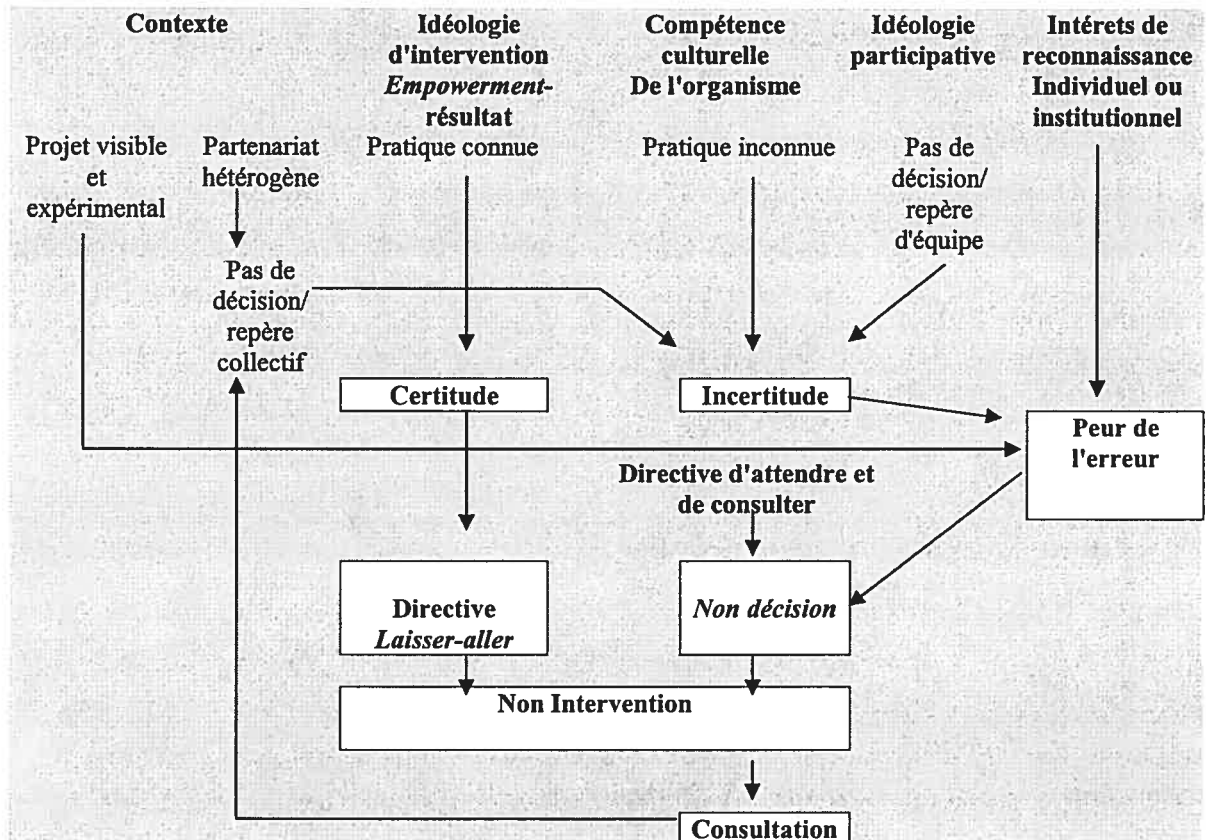 Contexte
Idéologie
d'intervention
Empowerment-
résultat
Compétence
culturelle
De l'organisme
Idéologie
participative
Intérets de
reconnaissance
Individuel ou
institutionnel
Projet visible
et
expérimental
Partenariat
hétérogène
Pratique connue
Pratique inconnue
Pas de
décision/
repère
d'équipe
Pas de
décision/
repère
collectif
Certitude
Incertitude
Peur de
l'erreur
Directive d'attendre et
de consulter
Directive
Laisser-aller
Non décision
Non Intervention
Consultation